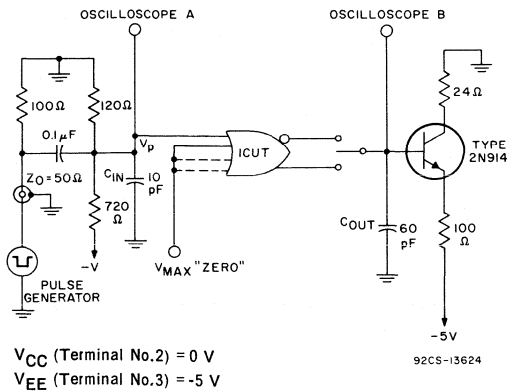 OSCILLOSCOPE A
OSCILLOSCOPE B
100Ω
120Ω
24Ω
0.1µF
Vp
ICUT
TYPE
2N914
Z0=50Ω
CIN
10
pF
720
Ω
COUT
60
pF
100
Ω
-V
VMAX "ZERO"
PULSE
GENERATOR
-5V
VCC (Terminal No.2) = 0 V
VEE (Terminal No.3) = -5 V
92CS-13624